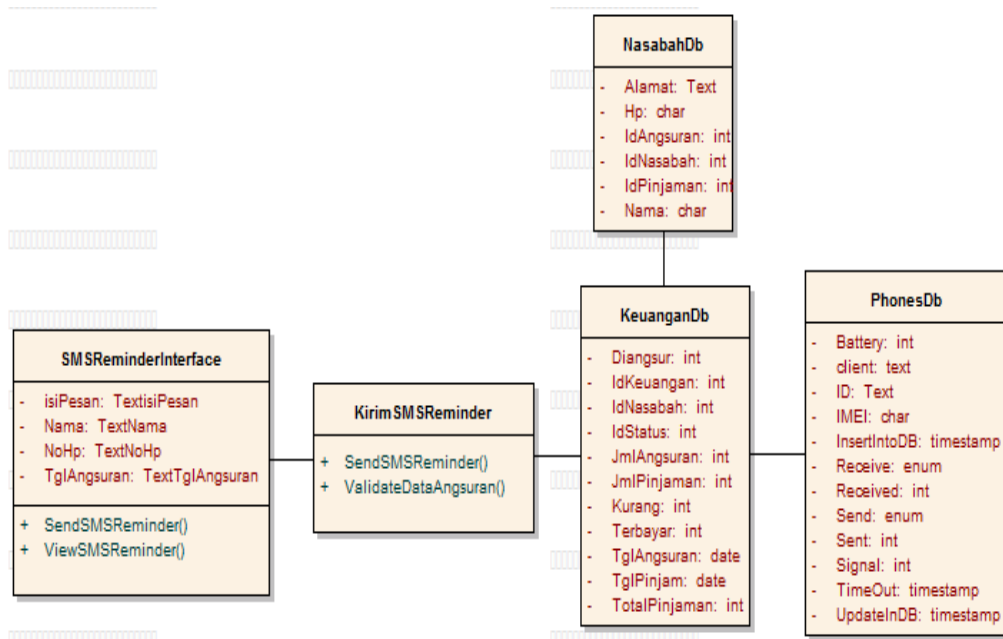 NasabahDb
- Alamat: Text
- Hp: char
- IdAngsuran: int
- IdNasabah: int
- IdPinjaman: int
- Nama: char
SMSReminderInterface
- isiPesan: TextisiPesan
- Nama: TextNama
- NoHp: TextNoHp
- TglAngsuran: TextTglAngsuran
+ SendSMSReminder()
+ ViewSMSReminder()
KirimSMSReminder
+ SendSMSReminder()
+ ValidateDataAngsuran()
KeuanganDb
- Diangsur: int
- IdKeuangan: int
- IdNasabah: int
- IdStatus: int
- JmlAngsuran: int
- JmlPinjaman: int
- Kurang: int
- Terbayar: int
- TglAngsuran: date
- TglPinjam: date
- TotalPinjaman: int
PhonesDb
- Battery: int
- client: text
- ID: Text
- IMEI: char
- InsertIntoDB: timestamp
- Receive: enum
- Received: int
- Send: enum
- Sent: int
- Signal: int
- TimeOut: timestamp
- UpdateInDB: timestamp